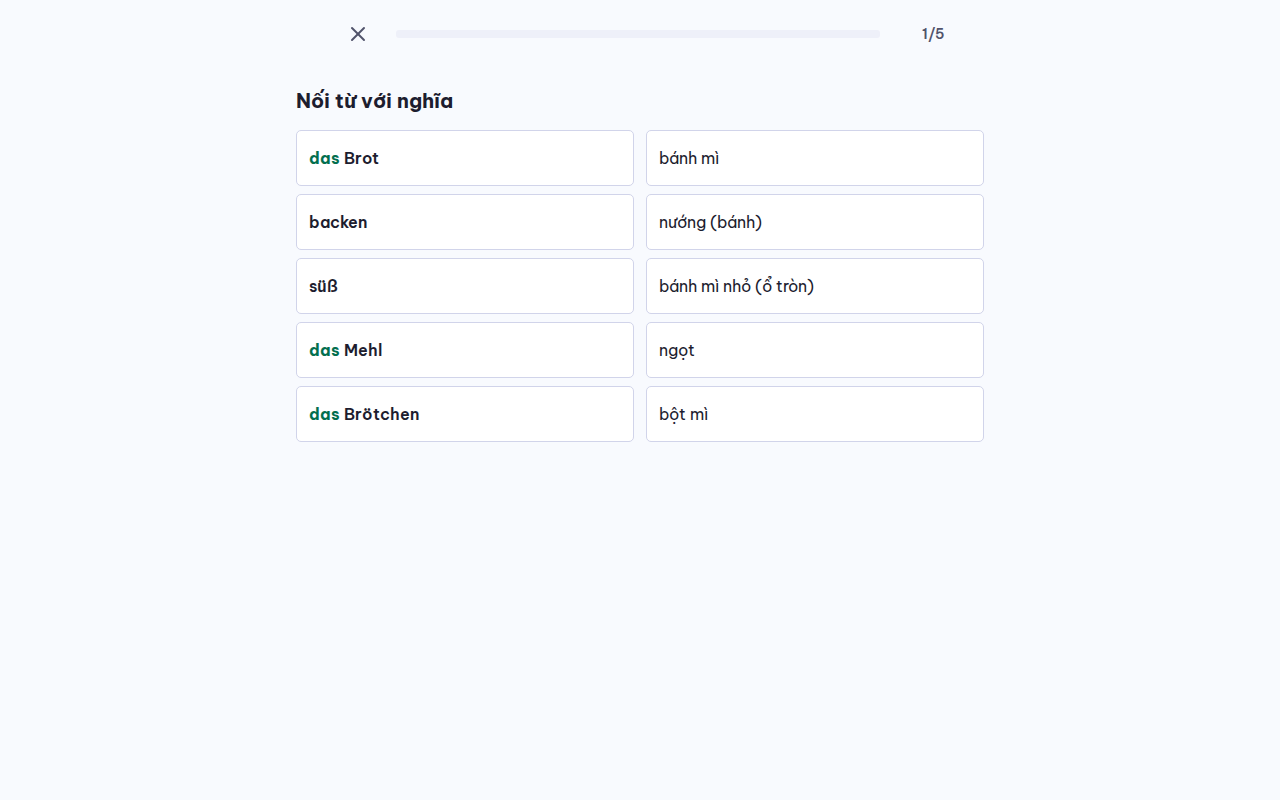 1/5
Nối từ với nghĩa
das Brot
bánh mì
backen
nướng (bánh)
süß
bánh mì nhỏ (ổ tròn)
das Mehl
ngọt
das Brötchen
bột mì